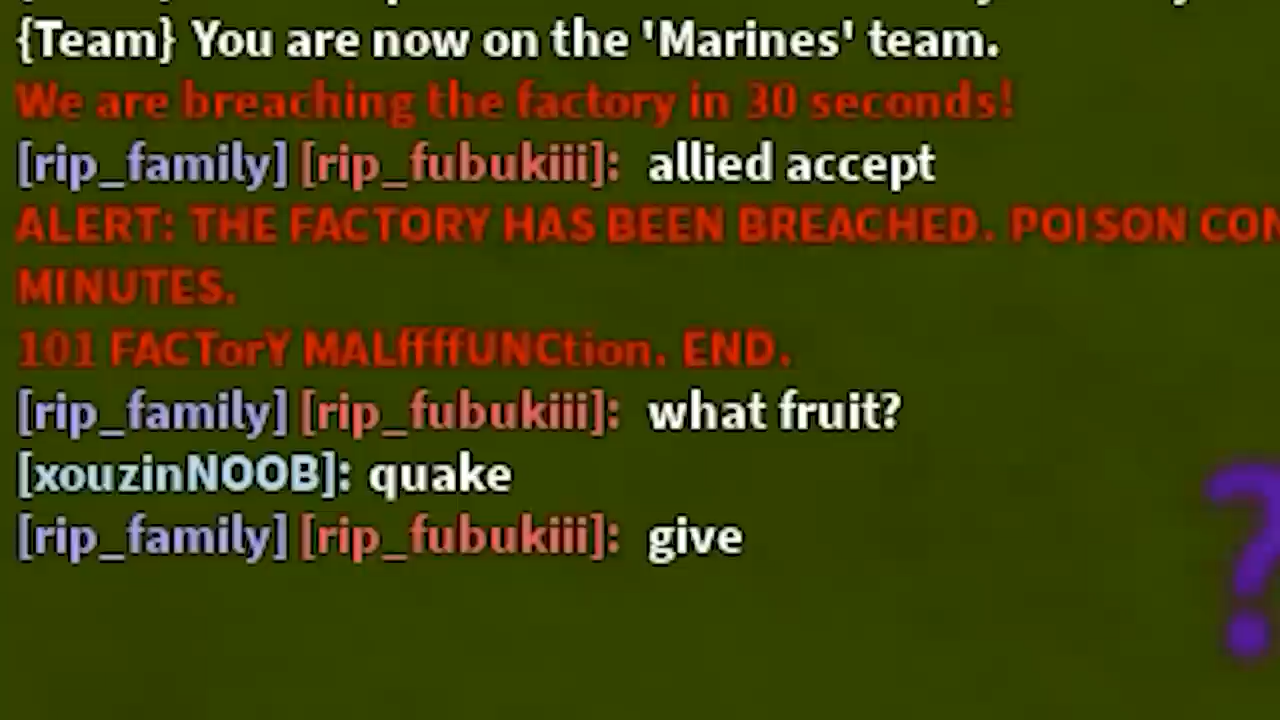 {Team} You are now on the 'Marines' team.
We are breaching the factory in 30 seconds!
[rip_family] [rip_fubukiii]: allied accept
ALERT: THE FACTORY HAS BEEN BREACHED. POISON
MINUTES.
101 FACTorY MALfffffUNCtion. END.
[rip_family] [rip_fubukiii]: what fruit?
[xouzinNOOB]: quake
[rip_family] [rip_fubukiii]: give
?